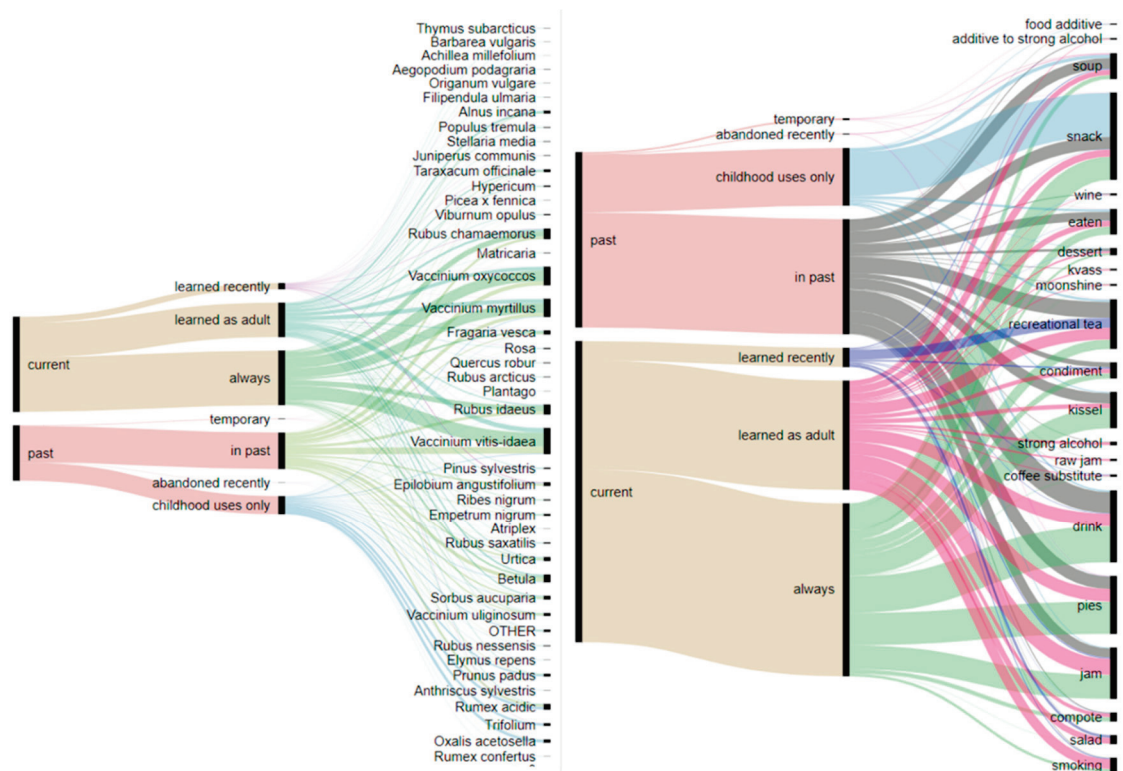 current
past
learned recently
learned as adult
always
temporary
in past
abandoned recently
childhood uses only
Thymus subarcticus
Barbarea vulgaris
Achillea millefolium
Aegopodium podagraria
Origanum vulgare
Filipendula ulmaria
Alnus incana
Populus tremula
Stellaria media
Juniperus communis
Taraxacum officinale
Hypericum
Picea x fennica
Viburnum opulus
Rubus chamaemorus
Matricaria
Vaccinium oxycoccos
Vaccinium myrtillus
Fragaria vesca
Rosa
Quercus robur
Rubus arcticus
Plantago
Rubus idaeus
Vaccinium vitis-idaea
Pinus sylvestris
Epilobium angustifolium
Ribes nigrum
Empetrum nigrum
Atriplex
Rubus saxatilis
Urtica
Betula
Sorbus aucuparia
Vaccinium uliginosum
OTHER
Rubus nessensis
Elymus repens
Prunus padus
Anthriscus sylvestris
Rumex acidic
Trifolium
Oxalis acetosella
Rumex confertus
past
current
temporary
abandoned recently
childhood uses only
in past
learned recently
learned as adult
always
food additive
additive to strong alcohol
soup
snack
wine
eaten
dessert
kvass
moonshine
recreational tea
condiment
kissel
strong alcohol
raw jam
coffee substitute
drink
pies
jam
compote
salad
smoking